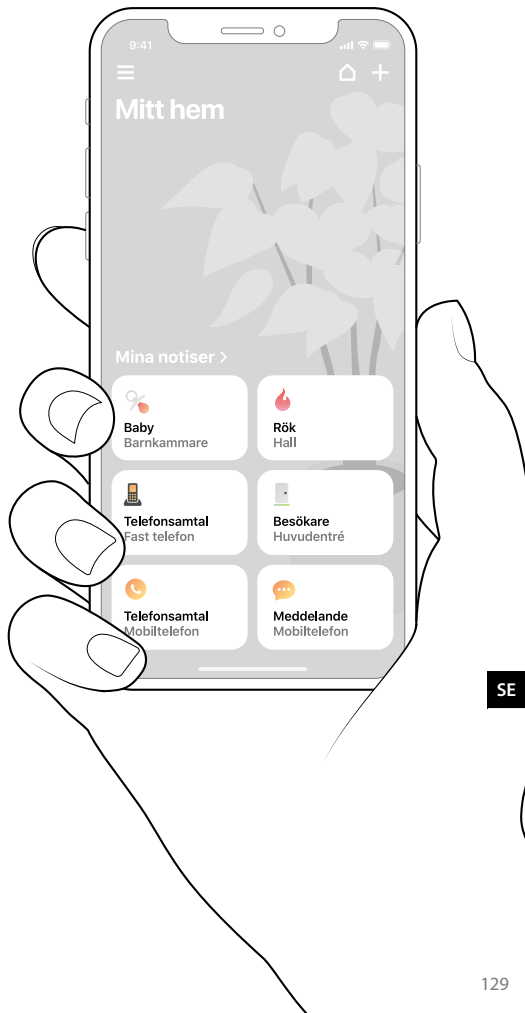 9:41
Mitt hem
Mina notiser >
Baby
Barnkammare
Rök
Hall
Telefonsamtal
Fast telefon
Besökare
Huvudentré
Telefonsamtal
Mobiltelefon
Meddelande
Mobiltelefon
SE
129